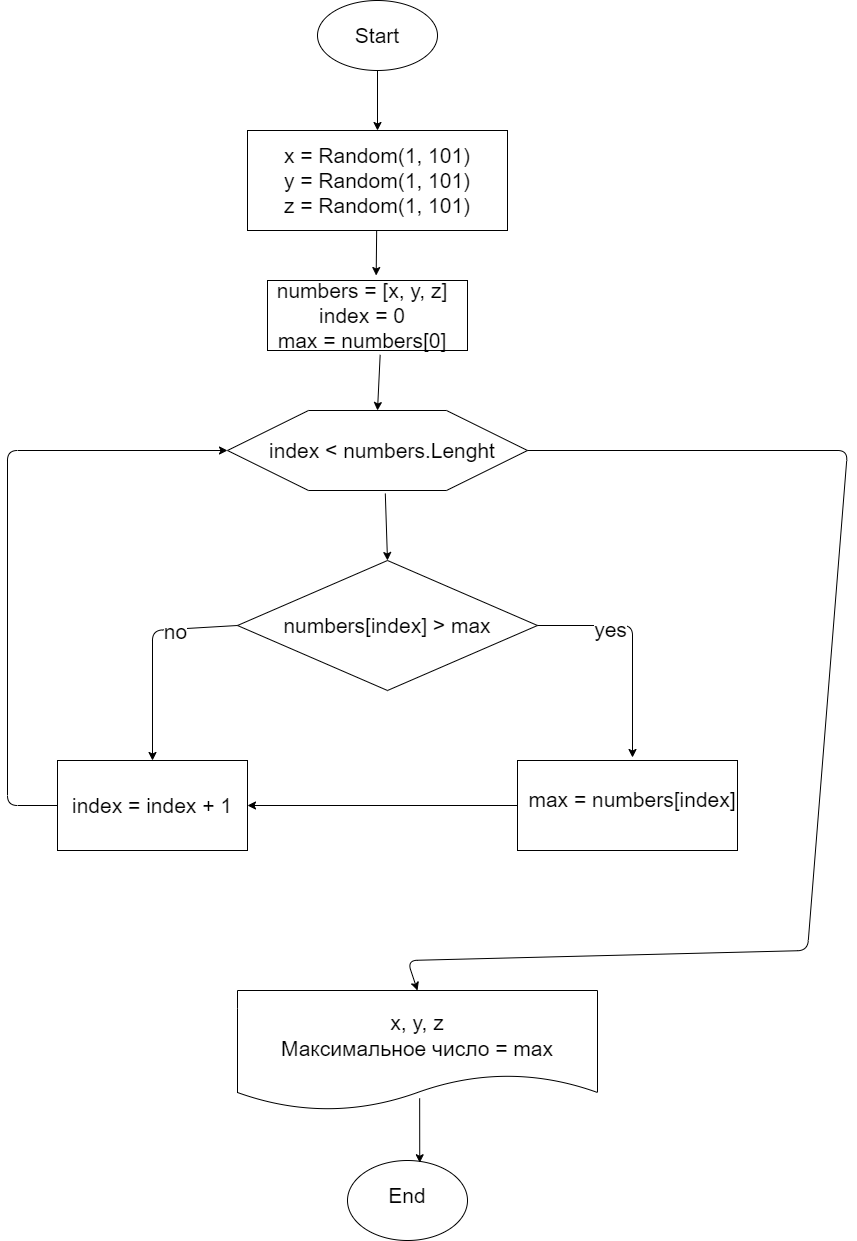 Start
x = Random(1, 101)
y = Random(1, 101)
z = Random(1, 101)
numbers = [x, y, z]
index = 0
max = numbers[0]
index < numbers.Lenght
numbers[index] > max
no
yes
index = index + 1
max = numbers[index]
x, y, z
Максимальное число = max
End